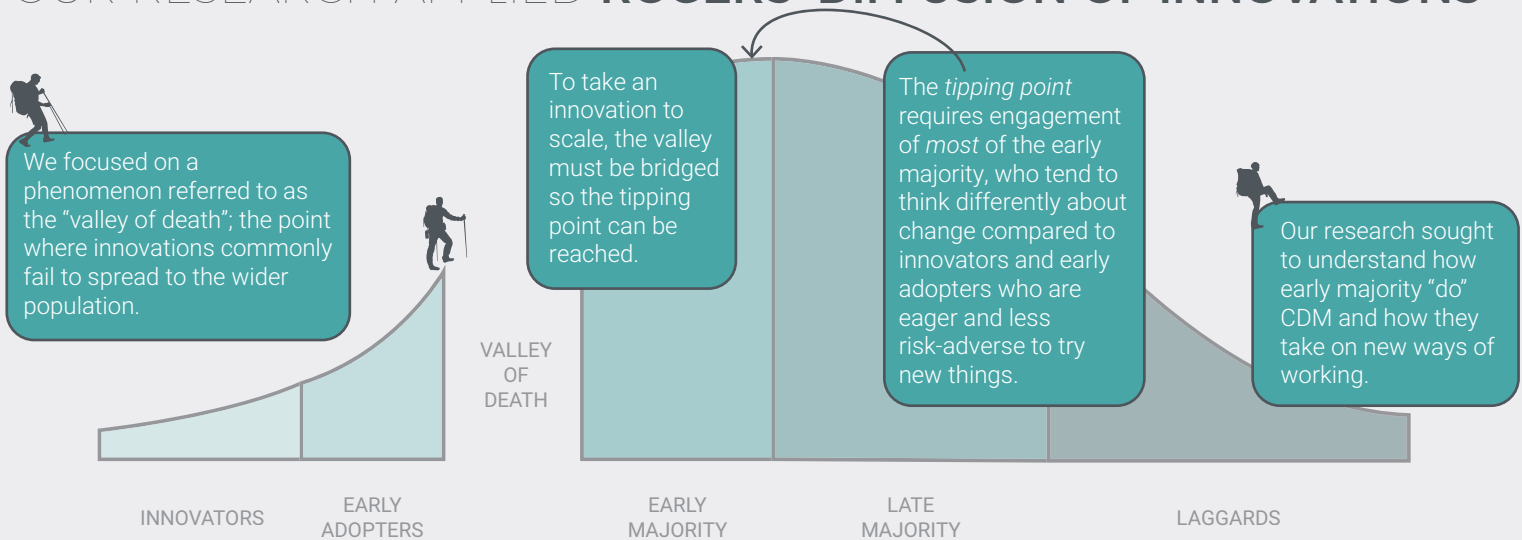 OUR RESEARCH APPLIED ROGERS' DIFFUSION OF INNOVATIONS
We focused on a
phenomenon referred to as
the “valley of death”; the point
where innovations commonly
fail to spread to the wider
population.
To take an
innovation to
scale, the valley
must be bridged
so the tipping
point can be
reached.
The tipping point
requires engagement
of most of the early
majority, who tend to
think differently about
change compared to
innovators and early
adopters who are
eager and less
risk-adverse to try
new things.
Our research sought
to understand how
early majority “do”
CDM and how they
take on new ways of
working.
VALLEY
OF
DEATH
INNOVATORS
EARLY
ADOPTERS
EARLY
MAJORITY
LATE
MAJORITY
LAGGARDS